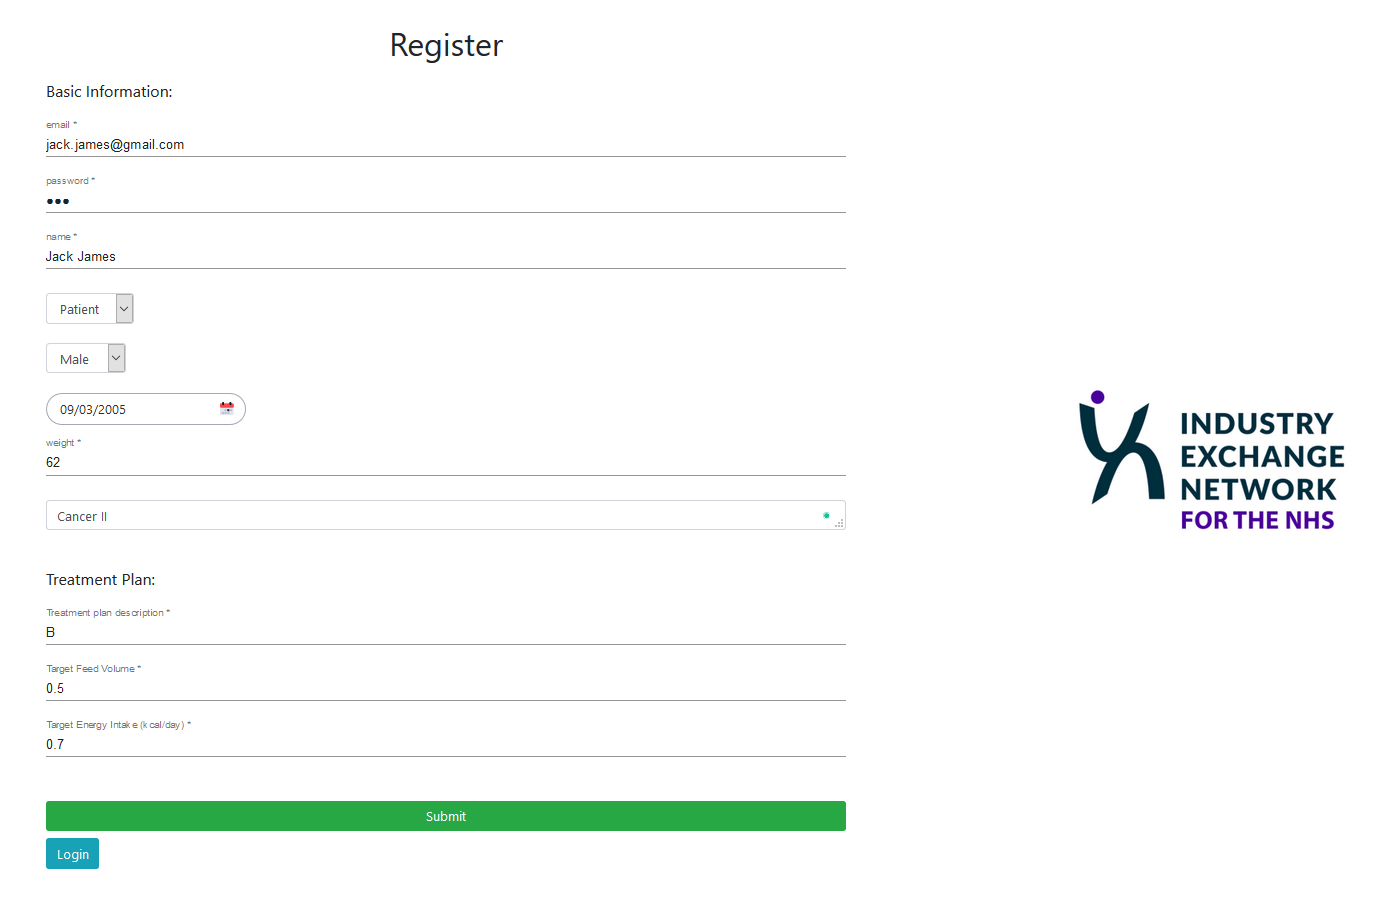 Register
Basic Information:
email *
jack.james@gmail.com
password *
●●●
name *
Jack James
Patient
Male
09/03/2005
weight *
62
Cancer II
Treatment Plan:
Treatment plan description *
B
Target Feed Volume *
0.5
Target Energy Intake (kcal/day) *
0.7
Submit
Login
INDUSTRY
EXCHANGE
NETWORK
FOR THE NHS